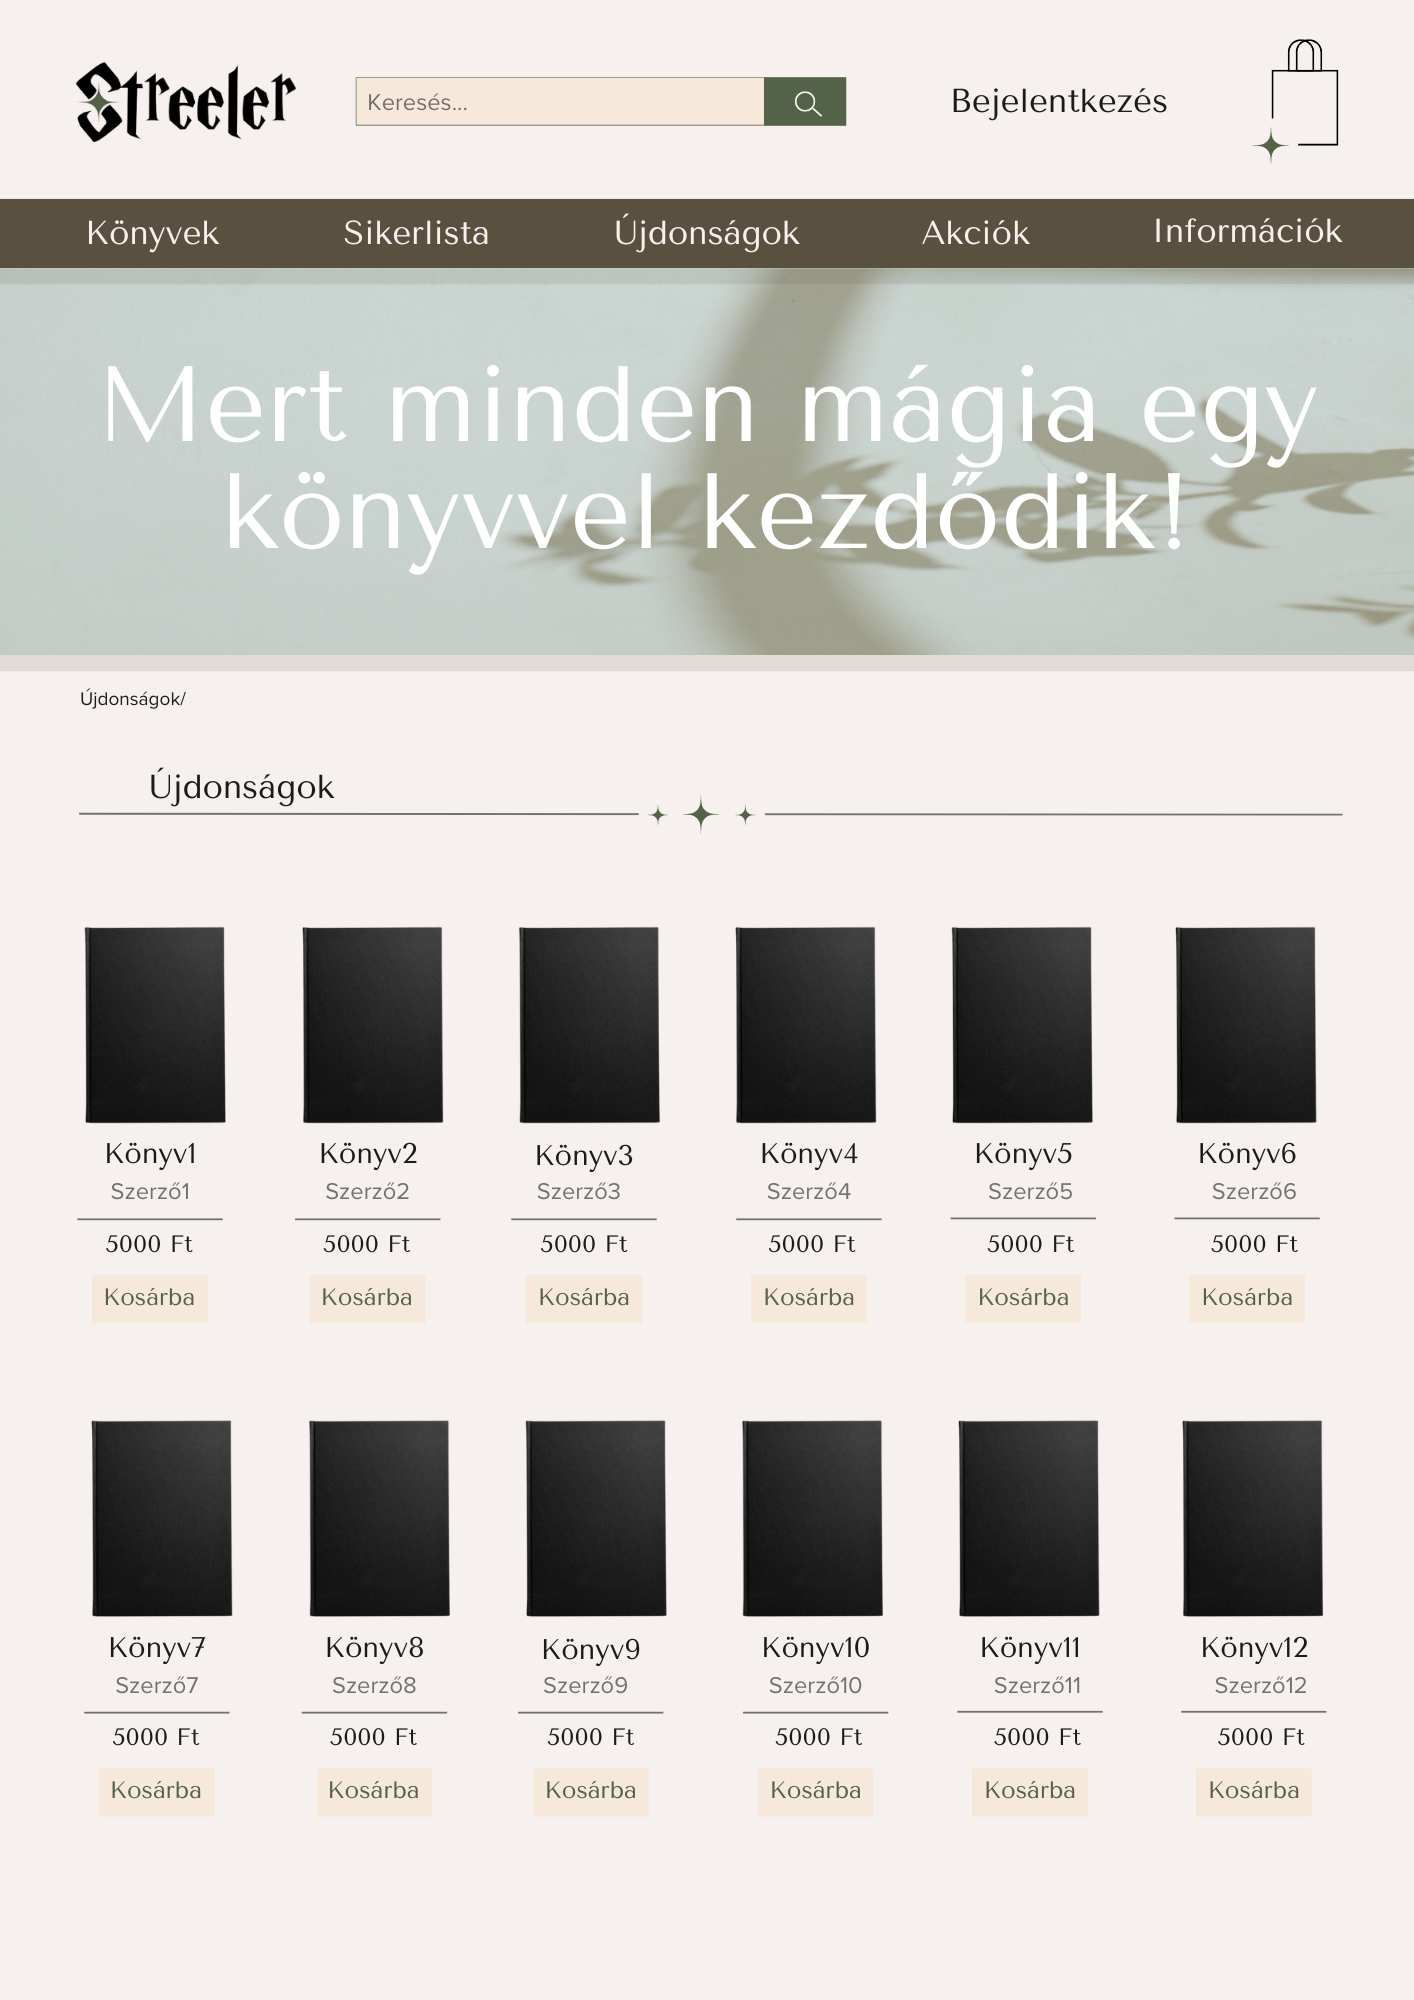 Streeler
Keresés...
Bejelentkezés
Könyvek Sikerlista Újdonságok Akciók Információk
Mert minden mágia egy
könyvvel kezdődik!
Újdonságok/
Újdonságok
Könyv1 Könyv2 Könyv3 Könyv4 Könyv5 Könyv6
Szerző1 Szerző2 Szerző3 Szerző4 Szerző5 Szerző6
5000 Ft 5000 Ft 5000 Ft 5000 Ft 5000 Ft 5000 Ft
Kosárba Kosárba Kosárba Kosárba Kosárba Kosárba
Könyv7 Könyv8 Könyv9 Könyv10 Könyv11 Könyv12
Szerző7 Szerző8 Szerző9 Szerző10 Szerző11 Szerző12
5000 Ft 5000 Ft 5000 Ft 5000 Ft 5000 Ft 5000 Ft
Kosárba Kosárba Kosárba Kosárba Kosárba Kosárba